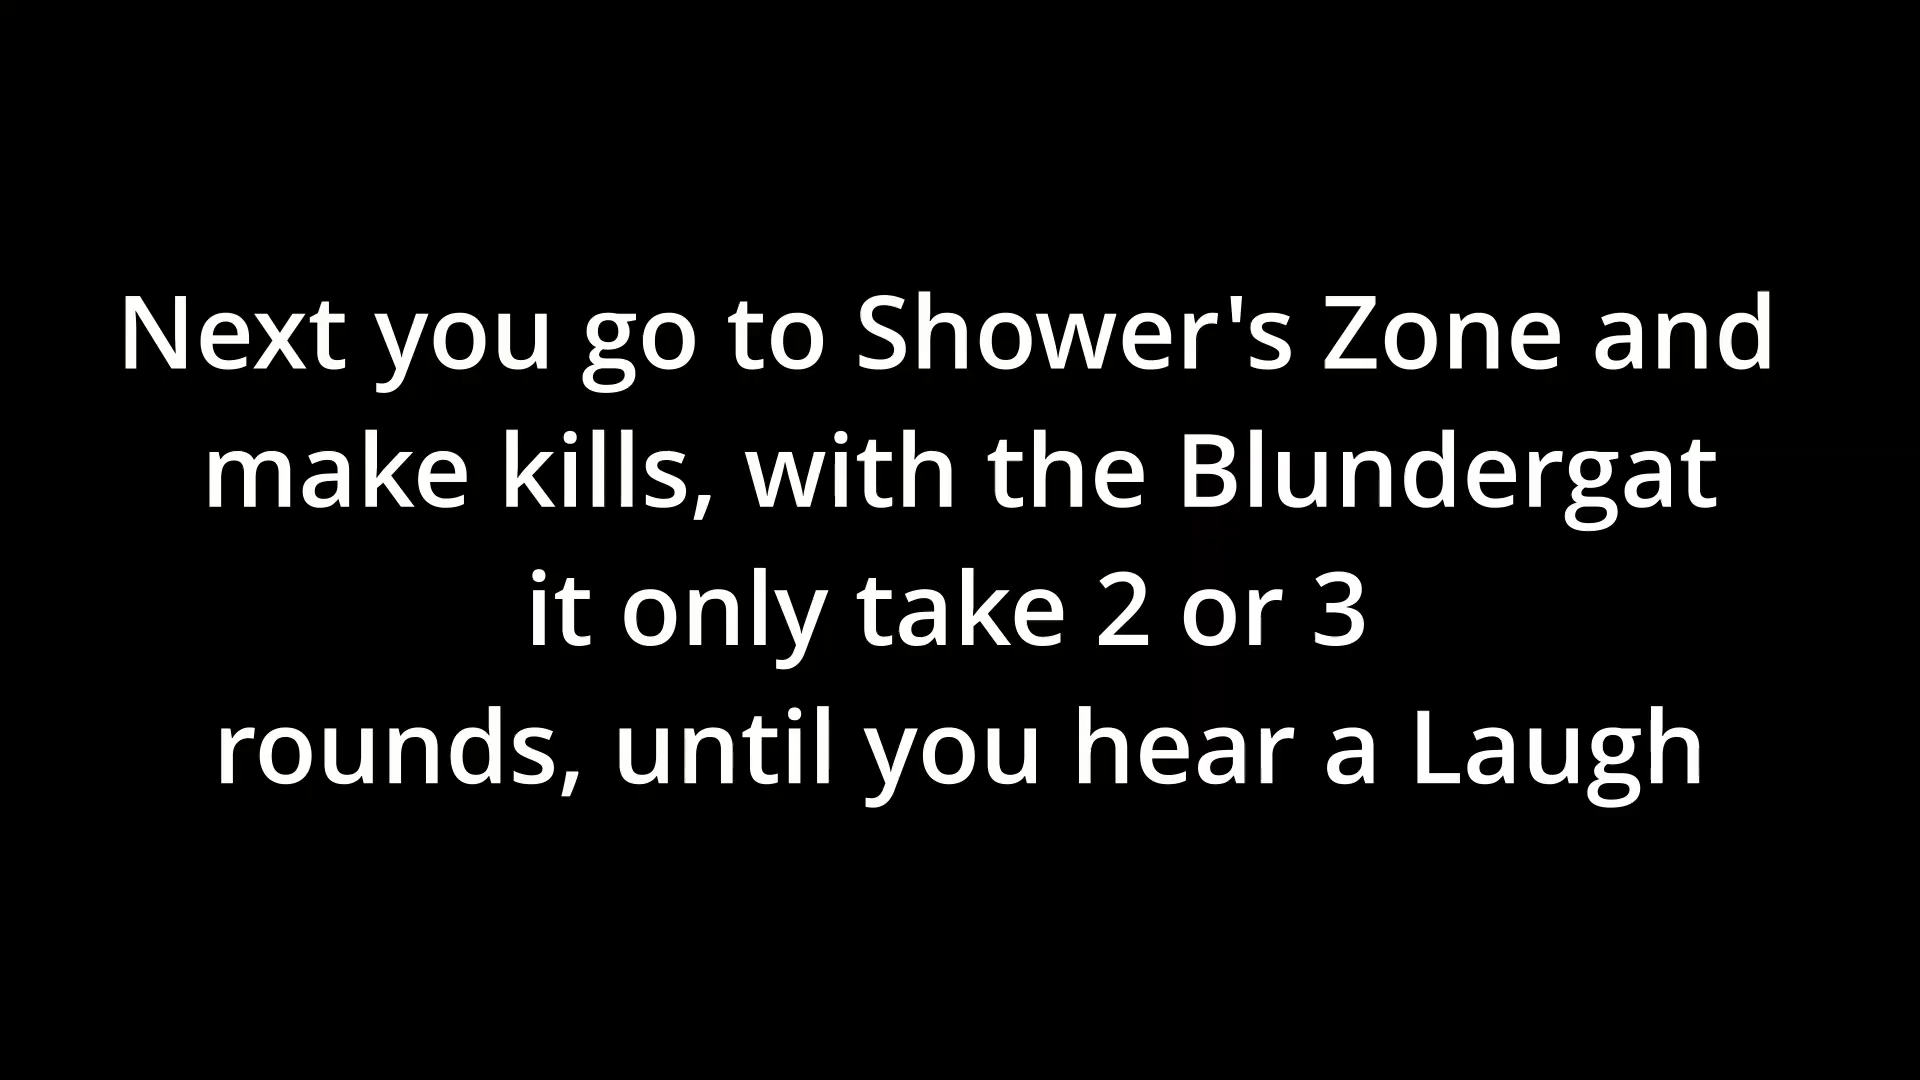 Next you go to Shower's Zone and
make kills, with the Blundergat
it only take 2 or 3
rounds, until you hear a Laugh